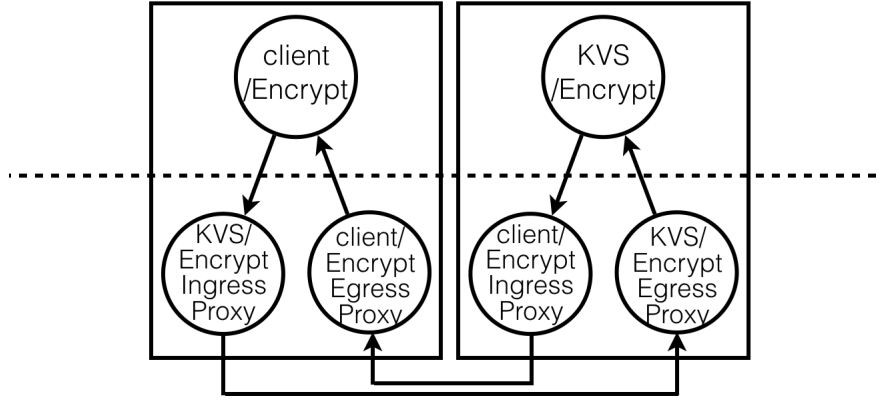 client
/Encrypt
KVS
/Encrypt
KVS/
Encrypt
Ingress
Proxy
client/
Encrypt
Egress
Proxy
client/
Encrypt
Ingress
Proxy
KVS/
Encrypt
Egress
Proxy